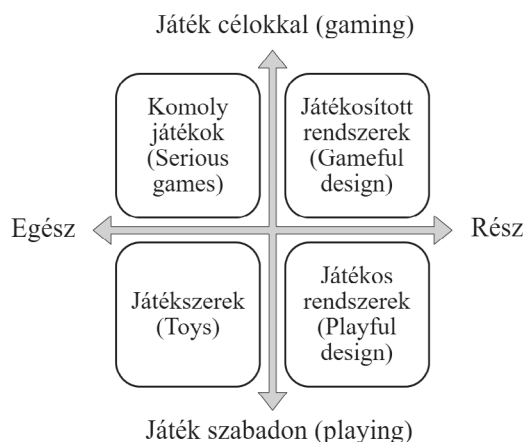 Játék célokkal (gaming)
Komoly
játékok
(Serious
games)
Játékosított
rendszerek
(Gameful
design)
Egész
Rész
Játékszerek
(Toys)
Játékos
rendszerek
(Playful
design)
Játék szabadon (playing)